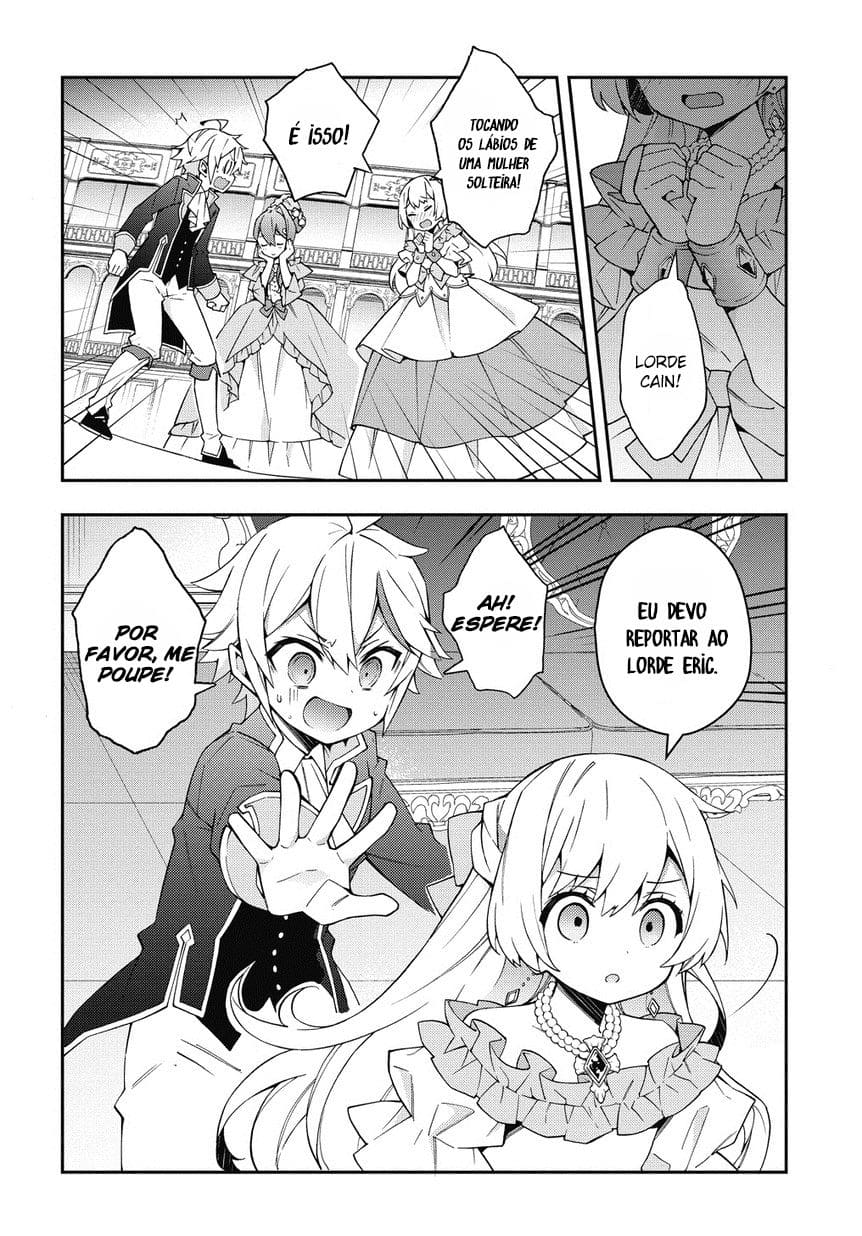 LORDE
CAIN!
TOCANDO
OS LÁBIOS DE
UMA MULHER
SOLTEIRA!
É ISSO!
EU DEVO
REPORTAR AO
LORDE ERIC.
AH!
ESPERE!
POR
FAVOR, ME
POUPE!